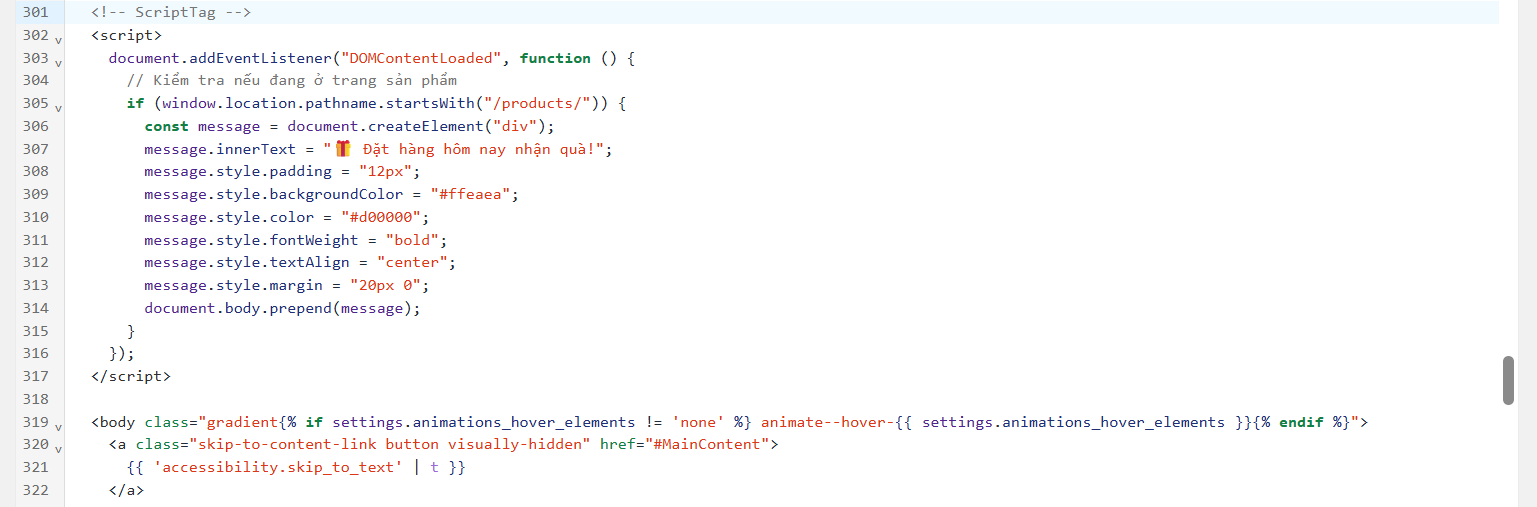 301 <!-- ScriptTag -->
302 <script>
303 document.addEventListener("DOMContentLoaded", function () {
304 // Kiểm tra nếu đang ở trang sản phẩm
305 if (window.location.pathname.startsWith("/products/")) {
306 const message = document.createElement("div");
307 message.innerText = "🎁 Đặt hàng hôm nay nhận quà!";
308 message.style.padding = "12px";
309 message.style.backgroundColor = "#ffeaea";
310 message.style.color = "#d00000";
311 message.style.fontWeight = "bold";
312 message.style.textAlign = "center";
313 message.style.margin = "20px 0";
314 document.body.prepend(message);
315 }
316 });
317 </script>
318
319 <body class="gradient{% if settings.animations_hover_elements != 'none' %} animate--hover-{{ settings.animations_hover_elements }}{% endif %}">
320 <a class="skip-to-content-link button visually-hidden" href="#MainContent">
321 {{ 'accessibility.skip_to_text' | t }}
322 </a>